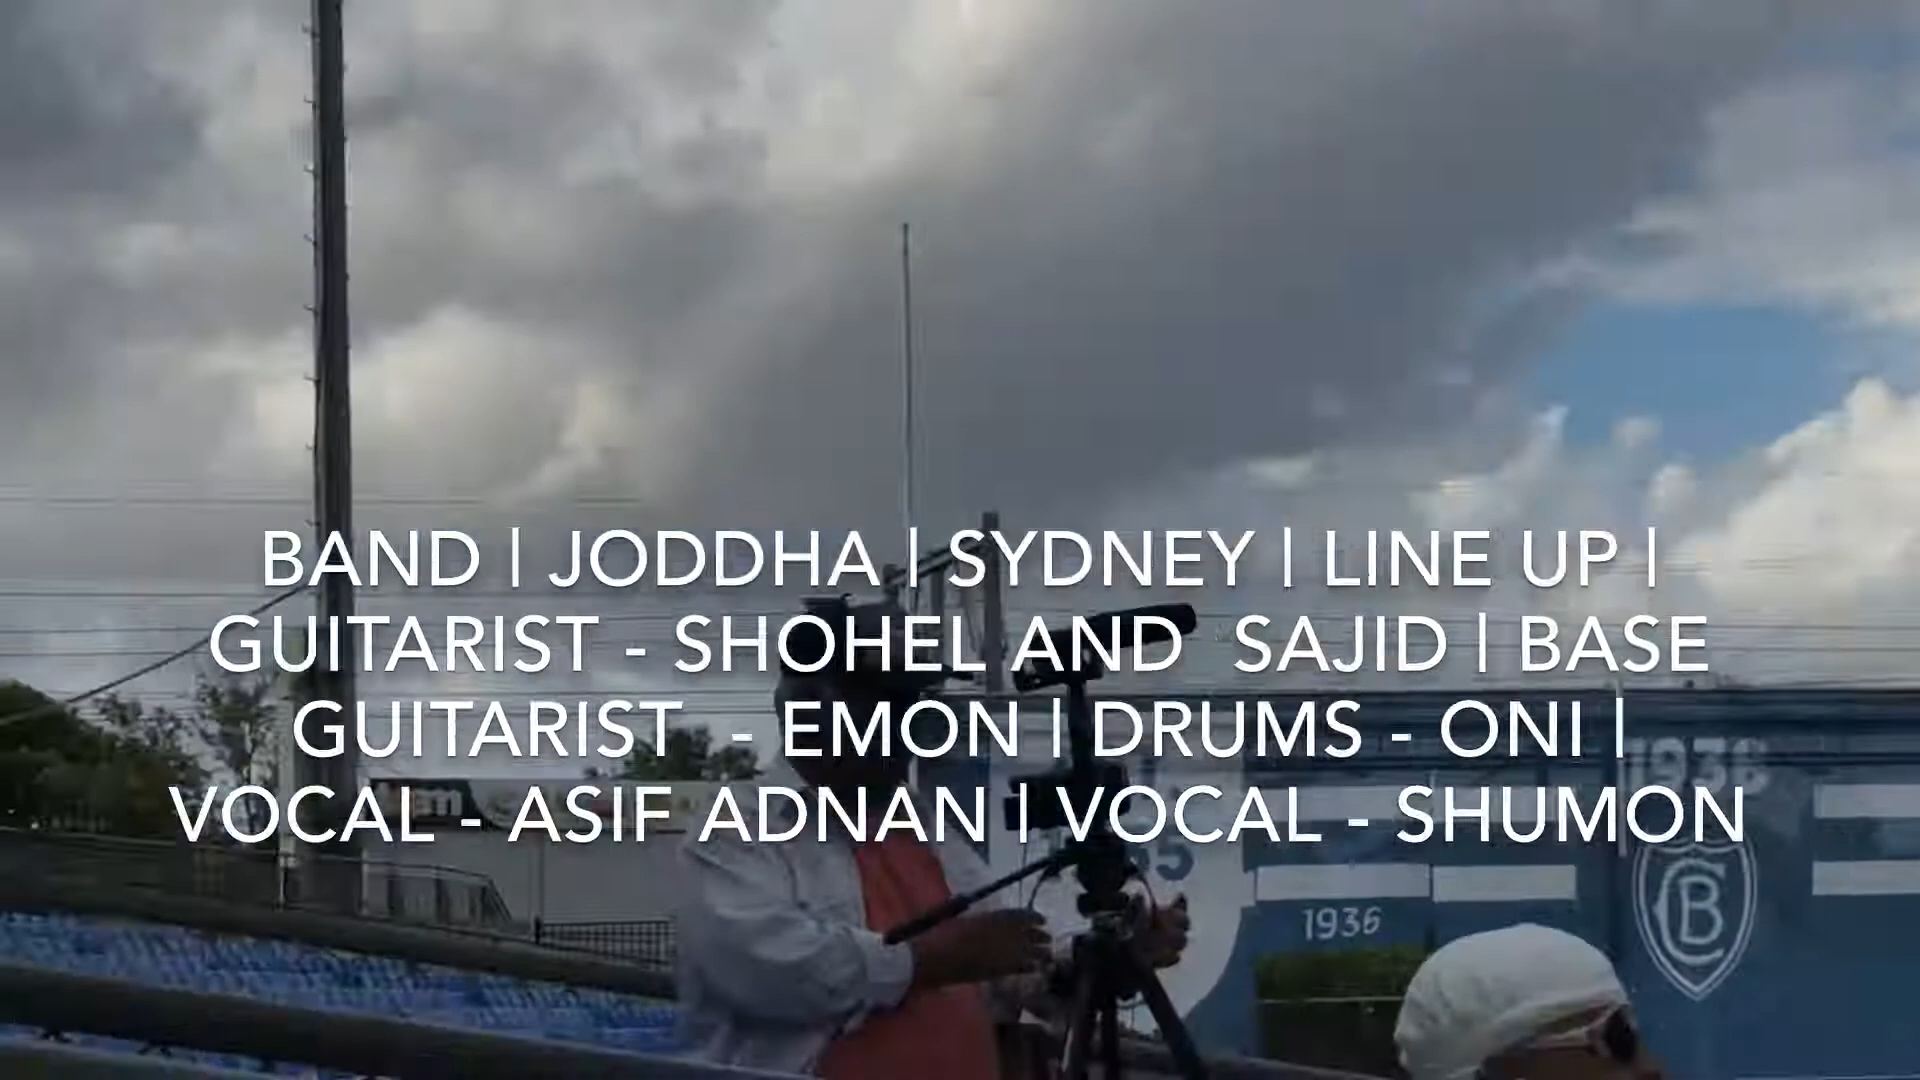 BAND | JODDHA | SYDNEY | LINE UP |
GUITARIST - SHOHEL AND SAJID | BASE
GUITARIST - EMON | DRUMS - ONI |
VOCAL - ASIF ADNAN | VOCAL - SHUMON
1936
1936
CB